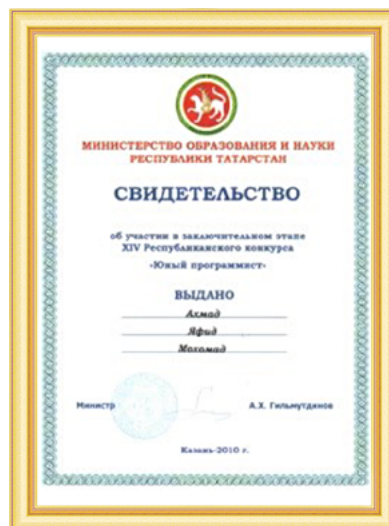 МИНИСТЕРСТВО ОБРАЗОВАНИЯ И НАУКИ
РЕСПУБЛИКИ ТАТАРСТАН
СВИДЕТЕЛЬСТВО
об участии в заключительном этапе
XIV Республиканского конкурса
«Юный программист»
ВЫДАНО
Ахмад
Яфид
Мохомад
Министр А.Х. Гильмутдинов
Казань-2010 г.